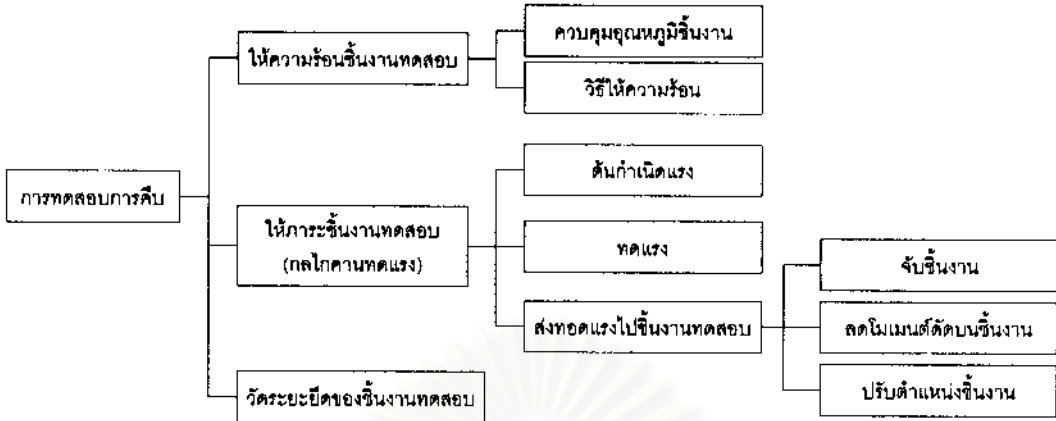 ควบคุมอุณหภูมิชิ้นงาน
ให้ความร้อนชิ้นงานทดสอบ
วิธีให้ความร้อน
ต้นกำเนิดแรง
การทดสอบการคืบ
ให้ภาระชิ้นงานทดสอบ
(กลไกคานทดแรง)
ทดแรง
จับชิ้นงาน
ส่งทอดแรงไปชิ้นงานทดสอบ
ลดโมเมนต์ดัดบนชิ้นงาน
วัดระยะยืดของชิ้นงานทดสอบ
ปรับตำแหน่งชิ้นงาน